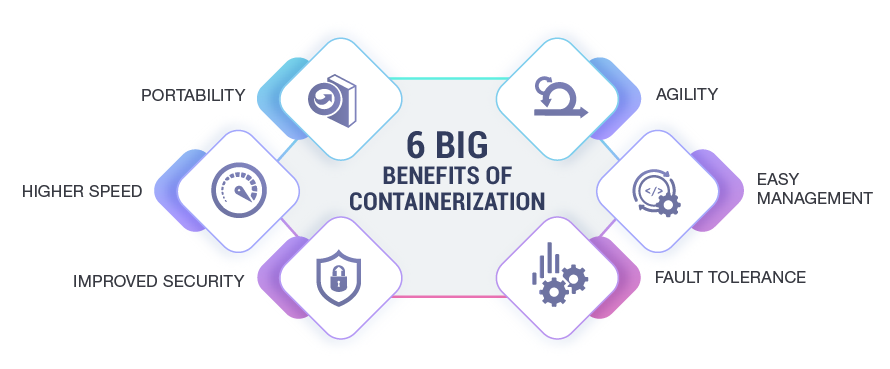 6 BIG
BENEFITS OF
CONTAINERIZATION
PORTABILITY
HIGHER SPEED
IMPROVED SECURITY
AGILITY
EASY
MANAGEMENT
FAULT TOLERANCE